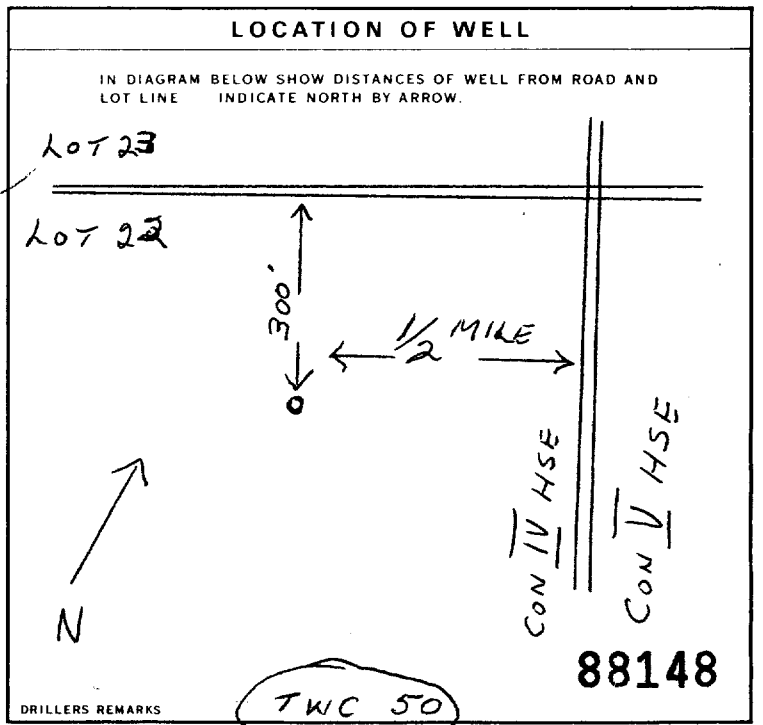 LOCATION OF WELL
IN DIAGRAM BELOW SHOW DISTANCES OF WELL FROM ROAD AND
LOT LINE INDICATE NORTH BY ARROW.
LOT 23
LOT 22
300'
1/2 MILE
CON IV HSE
CON V HSE
N
88148
DRILLERS REMARKS
TWC 50